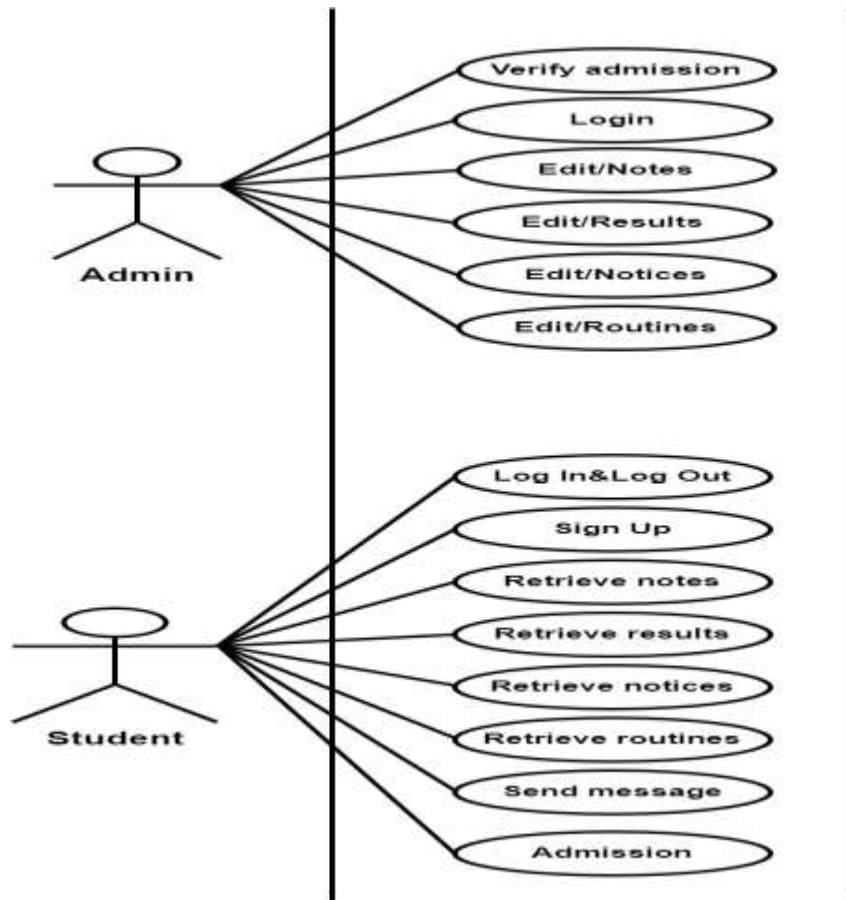 Verify admission
Login
Edit/Notes
Edit/Results
Edit/Notices
Edit/Routines
Admin
Log In&Log Out
Sign Up
Retrieve notes
Retrieve results
Retrieve notices
Retrieve routines
Send message
Admission
Student